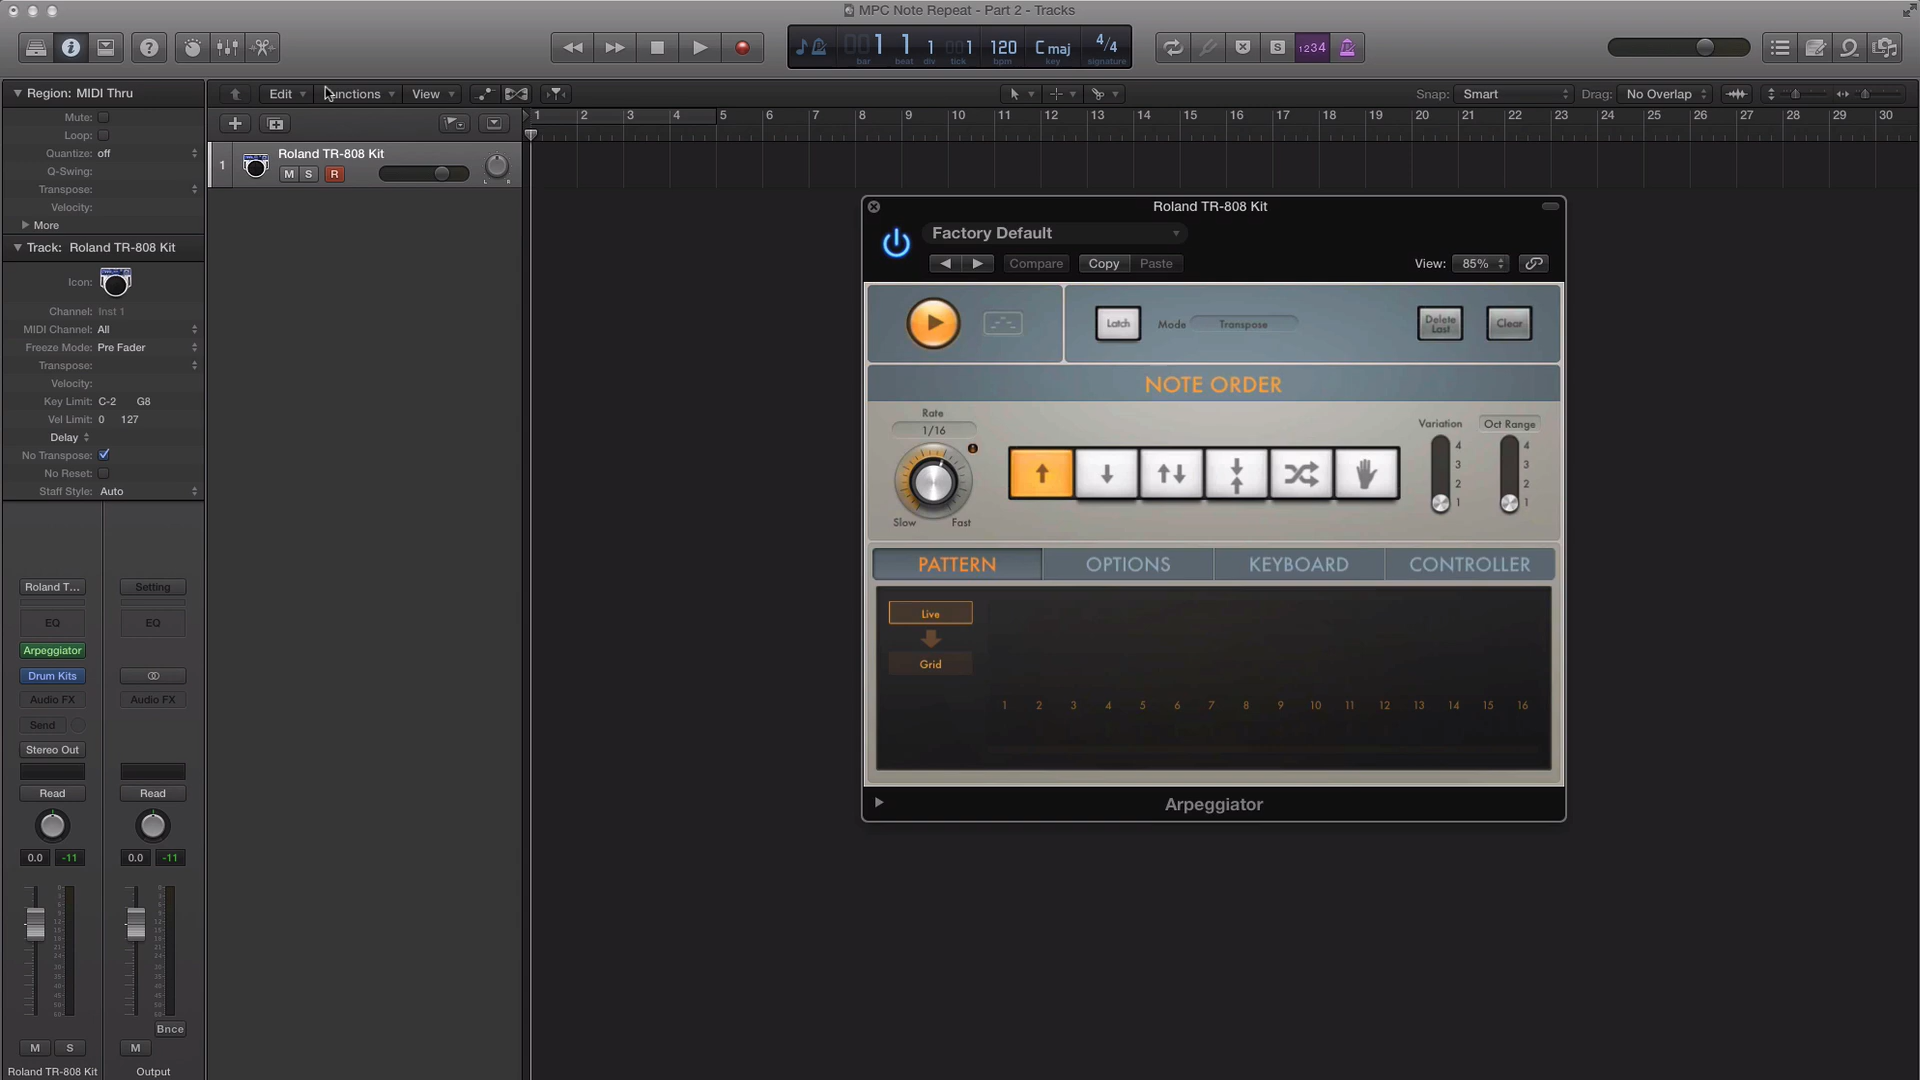 MPC Note Repeat - Part 2 - Tracks
1 1 1 1 120 C maj 4/4
bar beat div tick bpm key signature
S 1234
Region: MIDI Thru
Edit Functions View
Snap: Smart Drag: No Overlap
1 2 3 4 5 6 7 8 9 10 11 12 13 14 15 16 17 18 19 20 21 22 23 24 25 26 27 28 29 30
Mute:
Loop:
Quantize: off
Q-Swing:
Transpose:
Velocity:
More
1 Roland TR-808 Kit
M S R
L R
Track: Roland TR-808 Kit
Icon:
Channel: Inst 1
MIDI Channel: All
Freeze Mode: Pre Fader
Transpose:
Velocity:
Key Limit: C-2 G8
Vel Limit: 0 127
Delay
No Transpose:
No Reset:
Staff Style: Auto
Roland T... Setting
EQ EQ
Arpeggiator
Drum Kits
Audio FX Audio FX
Send
Stereo Out
Read Read
0.0 -11 0.0 -11
Bnce
M S M
Roland TR-808 Kit Output
Roland TR-808 Kit
Factory Default
Compare Copy Paste
View: 85%
Latch Mode Transpose Delete Last Clear
NOTE ORDER
Rate
1/16
Slow Fast
Variation Oct Range
4 4
3 3
2 2
1 1
PATTERN OPTIONS KEYBOARD CONTROLLER
Live
Grid
1 2 3 4 5 6 7 8 9 10 11 12 13 14 15 16
Arpeggiator